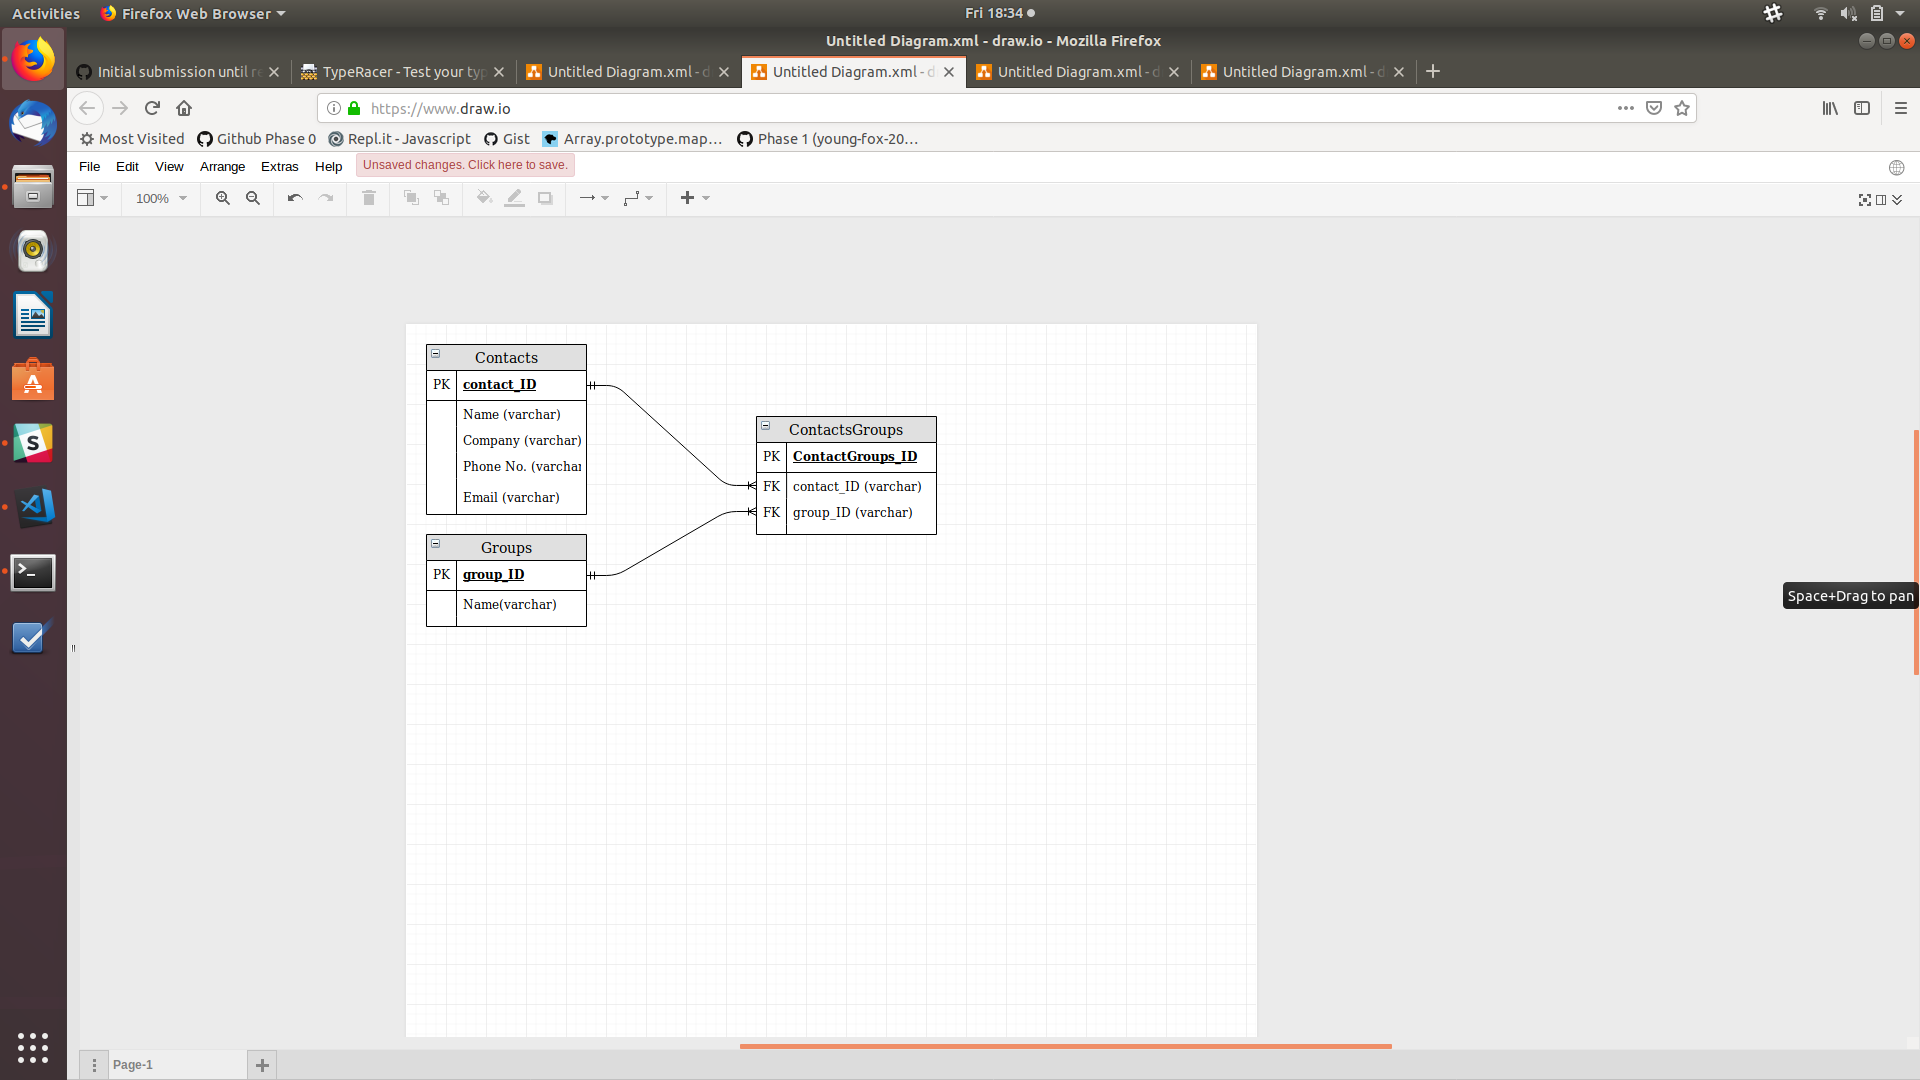 Activities Firefox Web Browser Fri 18:34
Untitled Diagram.xml - draw.io - Mozilla Firefox
Initial submission until re TypeRacer - Test your typ Untitled Diagram.xml - d Untitled Diagram.xml - d Untitled Diagram.xml - d Untitled Diagram.xml - d
https://www.draw.io
Most Visited Github Phase 0 Repl.it - Javascript Gist Array.prototype.map... Phase 1 (young-fox-20...
File Edit View Arrange Extras Help Unsaved changes. Click here to save.
100%
Contacts
PK contact_ID
Name (varchar)
Company (varchar)
Phone No. (varchar
Email (varchar)
Groups
PK group_ID
Name(varchar)
ContactsGroups
PK ContactGroups_ID
FK contact_ID (varchar)
FK group_ID (varchar)
Space+Drag to pan
Page-1